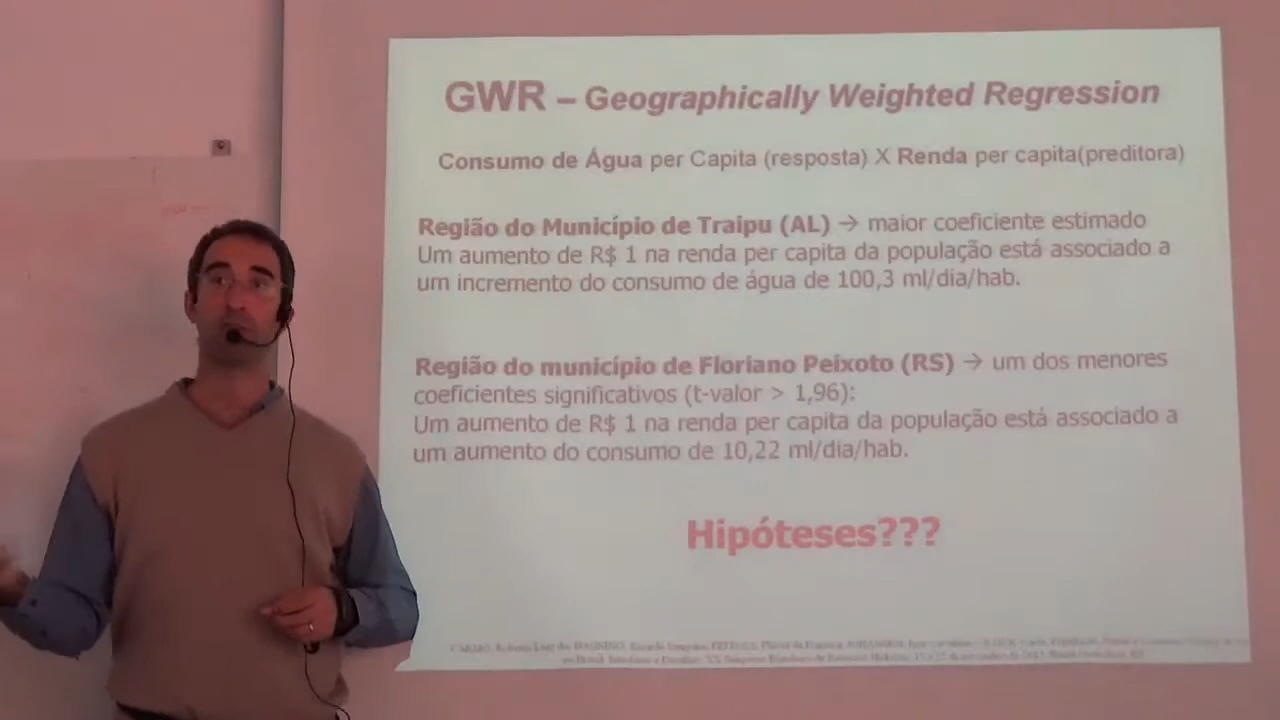 GWR – Geographically Weighted Regression
Consumo de Água per Capita (resposta) X Renda per capita(preditora)
Região do Município de Traipu (AL) → maior coeficiente estimado
Um aumento de R$ 1 na renda per capita da população está associado a
um incremento do consumo de água de 100,3 ml/dia/hab.
Região do município de Floriano Peixoto (RS) → um dos menores
coeficientes significativos (t-valor > 1,96):
Um aumento de R$ 1 na renda per capita da população está associado a
um aumento do consumo de 10,22 ml/dia/hab.
Hipóteses???